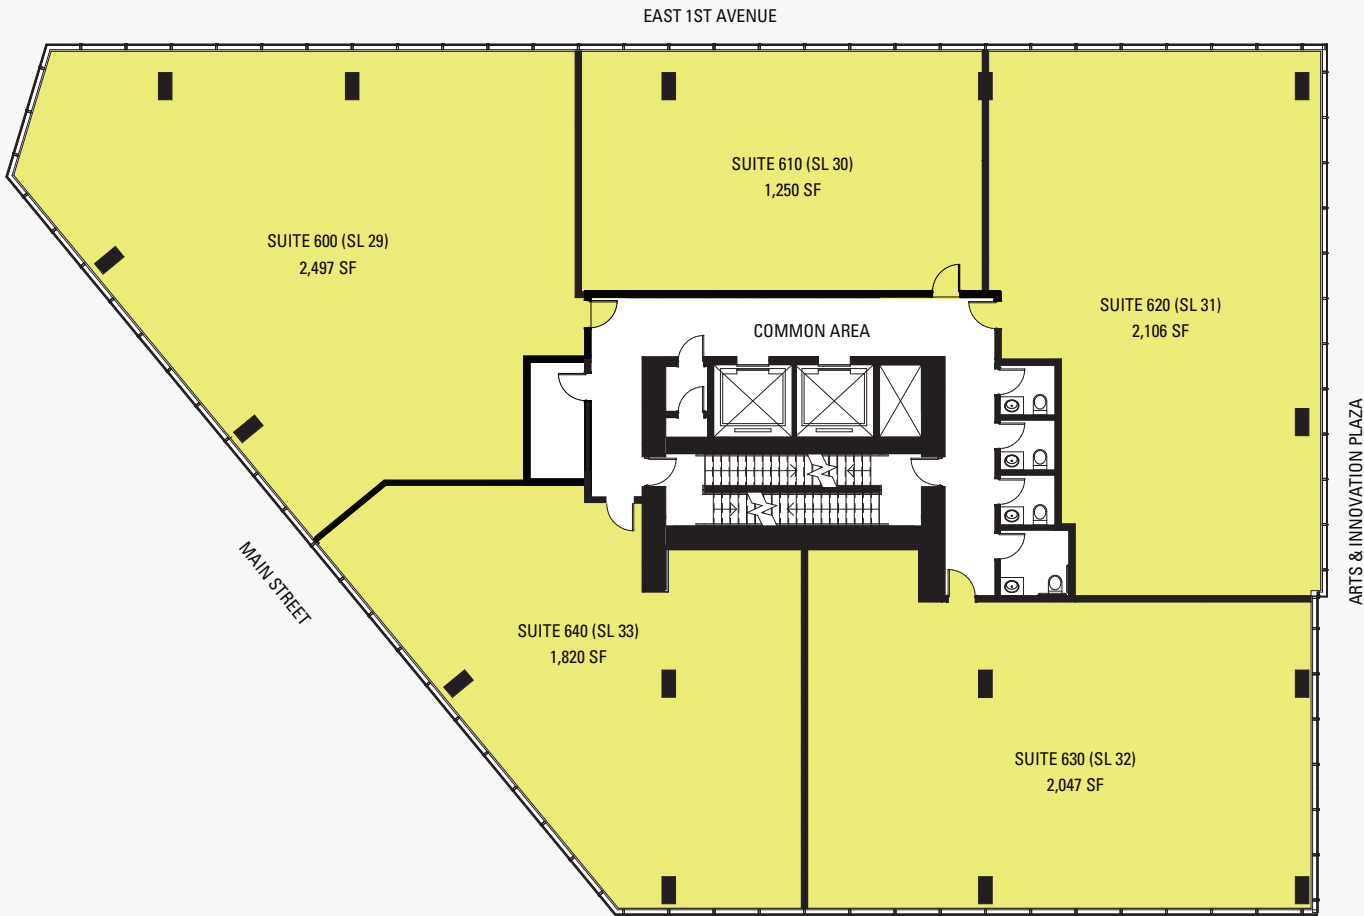 EAST 1ST AVENUE
SUITE 610 (SL 30)
1,250 SF
SUITE 600 (SL 29)
2,497 SF
SUITE 620 (SL 31)
2,106 SF
COMMON AREA
ARTS & INNOVATION PLAZA
MAIN STREET
SUITE 640 (SL 33)
1,820 SF
SUITE 630 (SL 32)
2,047 SF